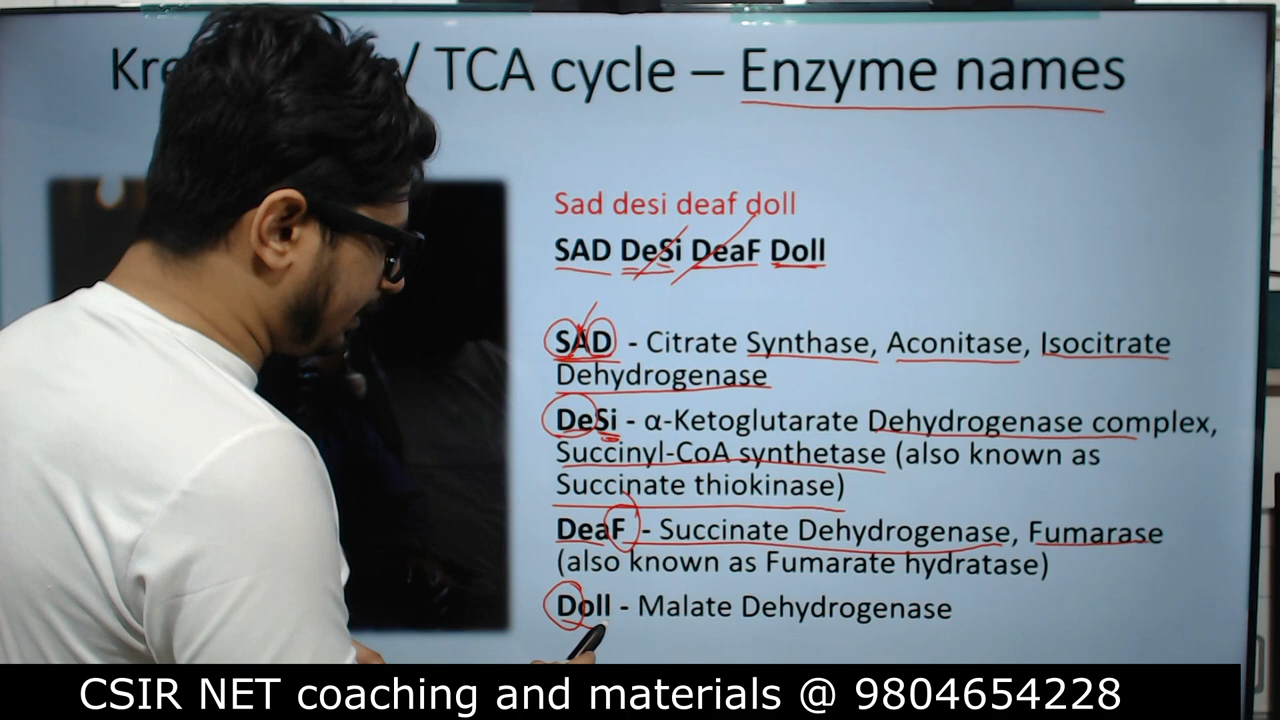 / TCA cycle – Enzyme names
Sad desi deaf doll
SAD DeSi DeaF Doll
SAD - Citrate Synthase, Aconitase, Isocitrate
Dehydrogenase
DeSi - α-Ketoglutarate Dehydrogenase complex,
Succinyl-CoA synthetase (also known as
Succinate thiokinase)
DeaF - Succinate Dehydrogenase, Fumarase
(also known as Fumarate hydratase)
Doll - Malate Dehydrogenase
CSIR NET coaching and materials @ 9804654228